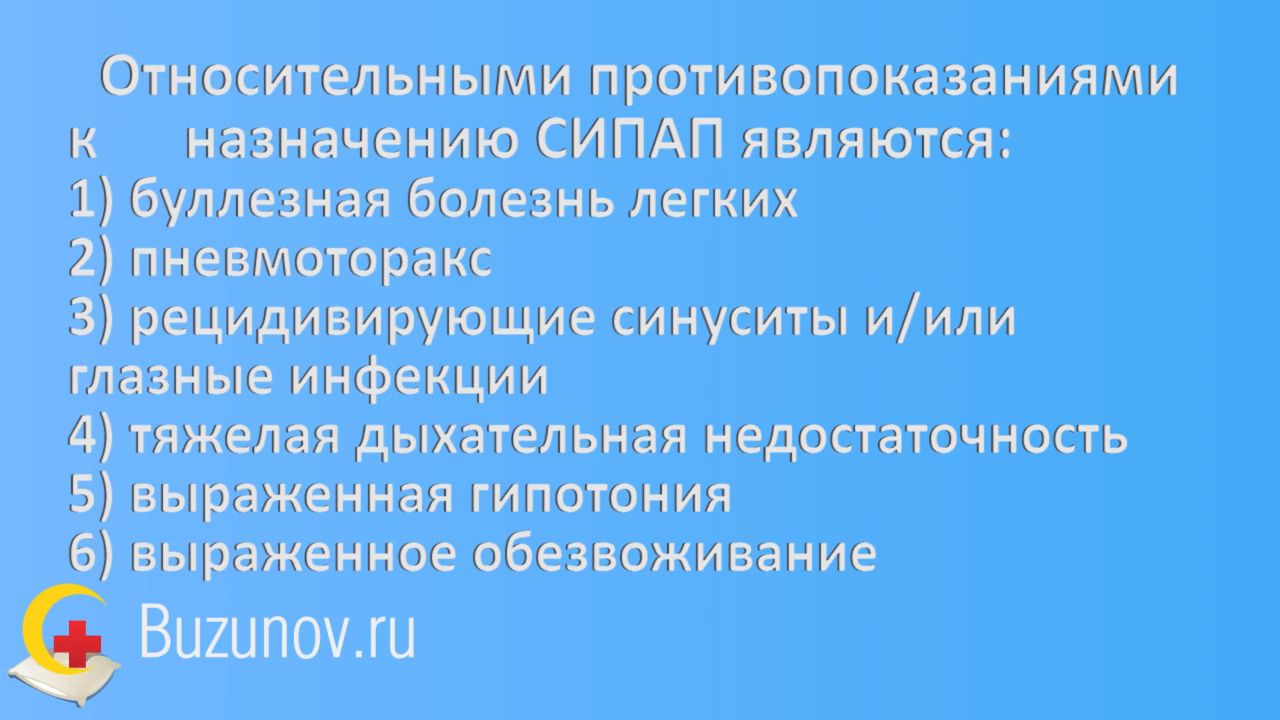 Относительными противопоказаниями
к назначению СИПАП являются:
1) буллезная болезнь легких
2) пневмоторакс
3) рецидивирующие синуситы и/или
глазные инфекции
4) тяжелая дыхательная недостаточность
5) выраженная гипотония
6) выраженное обезвоживание
Buzunov.ru